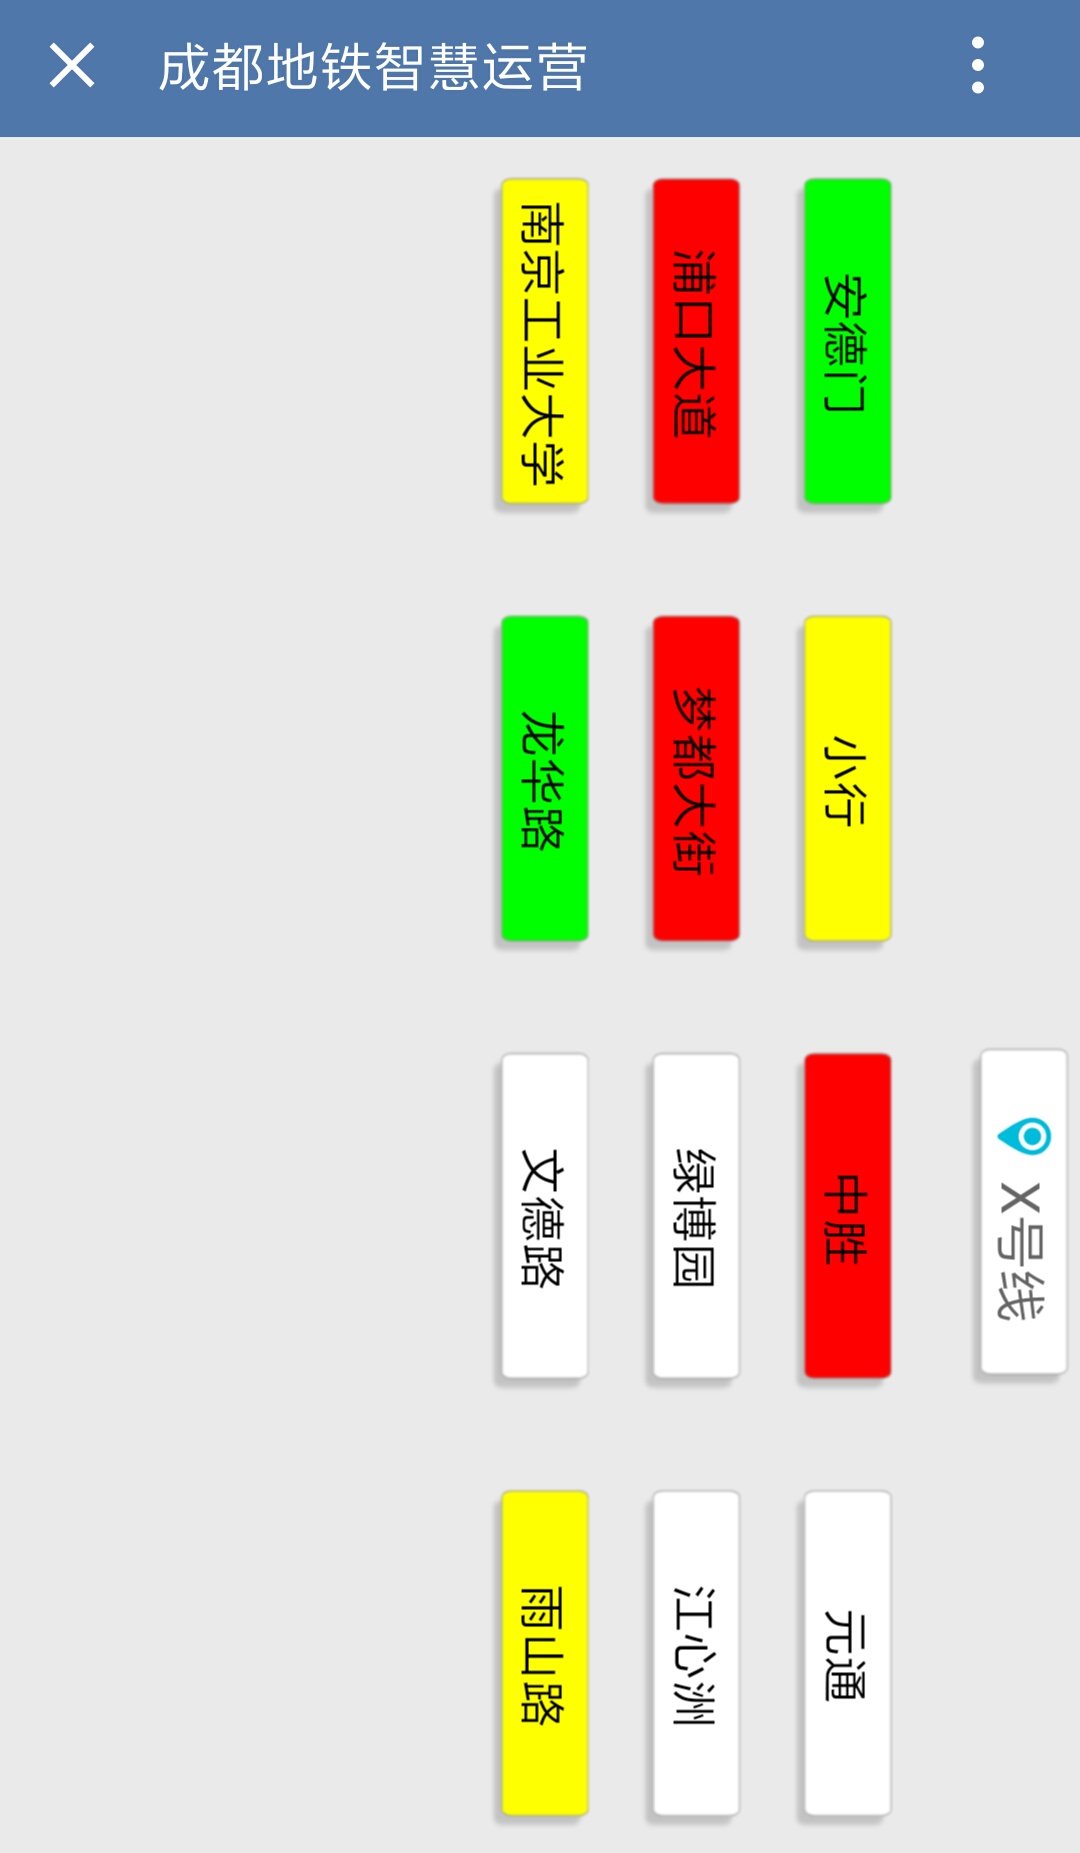 成都地铁智慧运营
X号线
安德门
小行
中胜
元通
浦口大道
梦都大街
绿博园
江心洲
南京工业大学
龙华路
文德路
雨山路